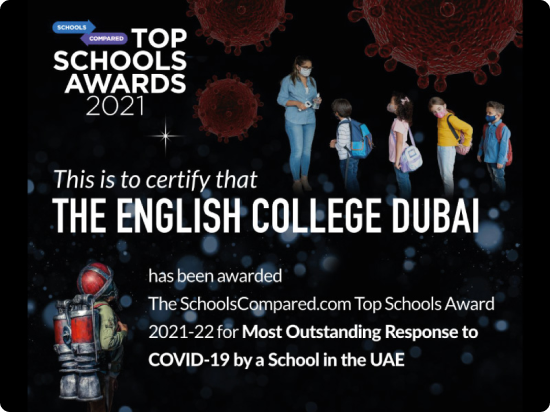 SCHOOLS
COMPARED
TOP
SCHOOLS
AWARDS
2021
This is to certify that
THE ENGLISH COLLEGE DUBAI
has been awarded
The SchoolsCompared.com Top Schools Award
2021-22 for Most Outstanding Response to
COVID-19 by a School in the UAE